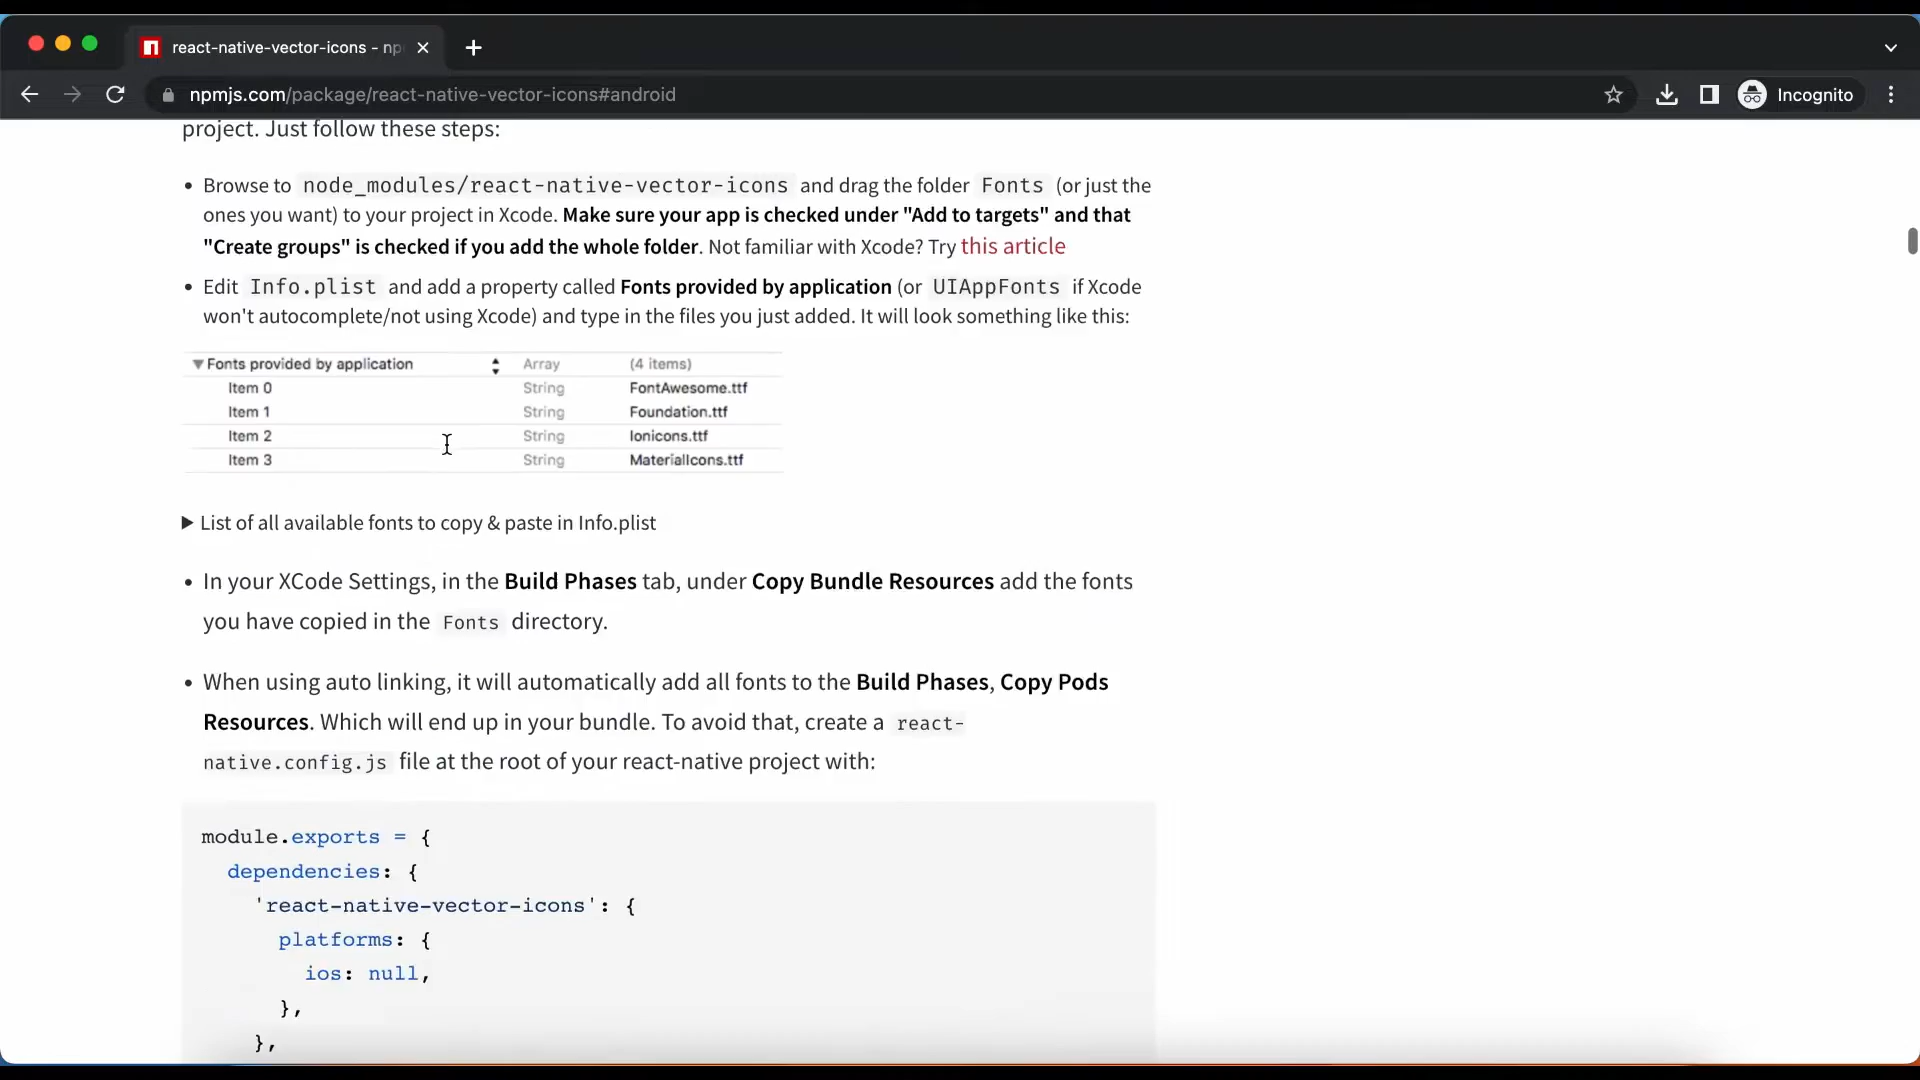 react-native-vector-icons - np
npmjs.com/package/react-native-vector-icons#android
Incognito
project. Just follow these steps:
• Browse to node_modules/react-native-vector-icons and drag the folder Fonts (or just the
ones you want) to your project in Xcode. Make sure your app is checked under "Add to targets" and that
"Create groups" is checked if you add the whole folder. Not familiar with Xcode? Try this article
• Edit Info.plist and add a property called Fonts provided by application (or UIAppFonts if Xcode
won't autocomplete/not using Xcode) and type in the files you just added. It will look something like this:
Fonts provided by application Array (4 items)
Item 0 String FontAwesome.ttf
Item 1 String Foundation.ttf
Item 2 String Ionicons.ttf
Item 3 String MaterialIcons.ttf
List of all available fonts to copy & paste in Info.plist
• In your XCode Settings, in the Build Phases tab, under Copy Bundle Resources add the fonts
you have copied in the Fonts directory.
• When using auto linking, it will automatically add all fonts to the Build Phases, Copy Pods
Resources. Which will end up in your bundle. To avoid that, create a react-
native.config.js file at the root of your react-native project with:
module.exports = {
dependencies: {
'react-native-vector-icons': {
platforms: {
ios: null,
},
},